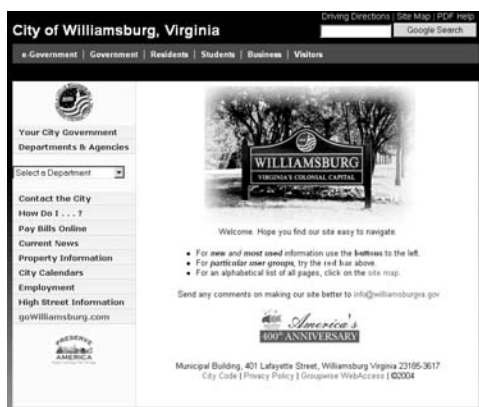 Driving Directions | Site Map | PDF Help
City of Williamsburg, Virginia
Google Search
e-Government | Government | Residents | Students | Business | Visitors
Your City Government
Departments & Agencies
Select a Department
Contact the City
How Do I . . . ?
Pay Bills Online
Current News
Property Information
City Calendars
Employment
High Street Information
goWilliamsburg.com
PRESERVE
AMERICA
WILLIAMSBURG
VIRGINIA'S COLONIAL CAPITAL
Welcome. Hope you find our site easy to navigate.
• For new and most used information use the buttons to the left.
• For particular user groups, try the red bar above.
• For an alphabetical list of all pages, click on the site map.
Send any comments on making our site better to info@williamsburgva.gov
America's
400th ANNIVERSARY
Municipal Building, 401 Lafayette Street, Williamsburg Virginia 23185-3617
City Code | Privacy Policy | Groupwise WebAccess | ©2004